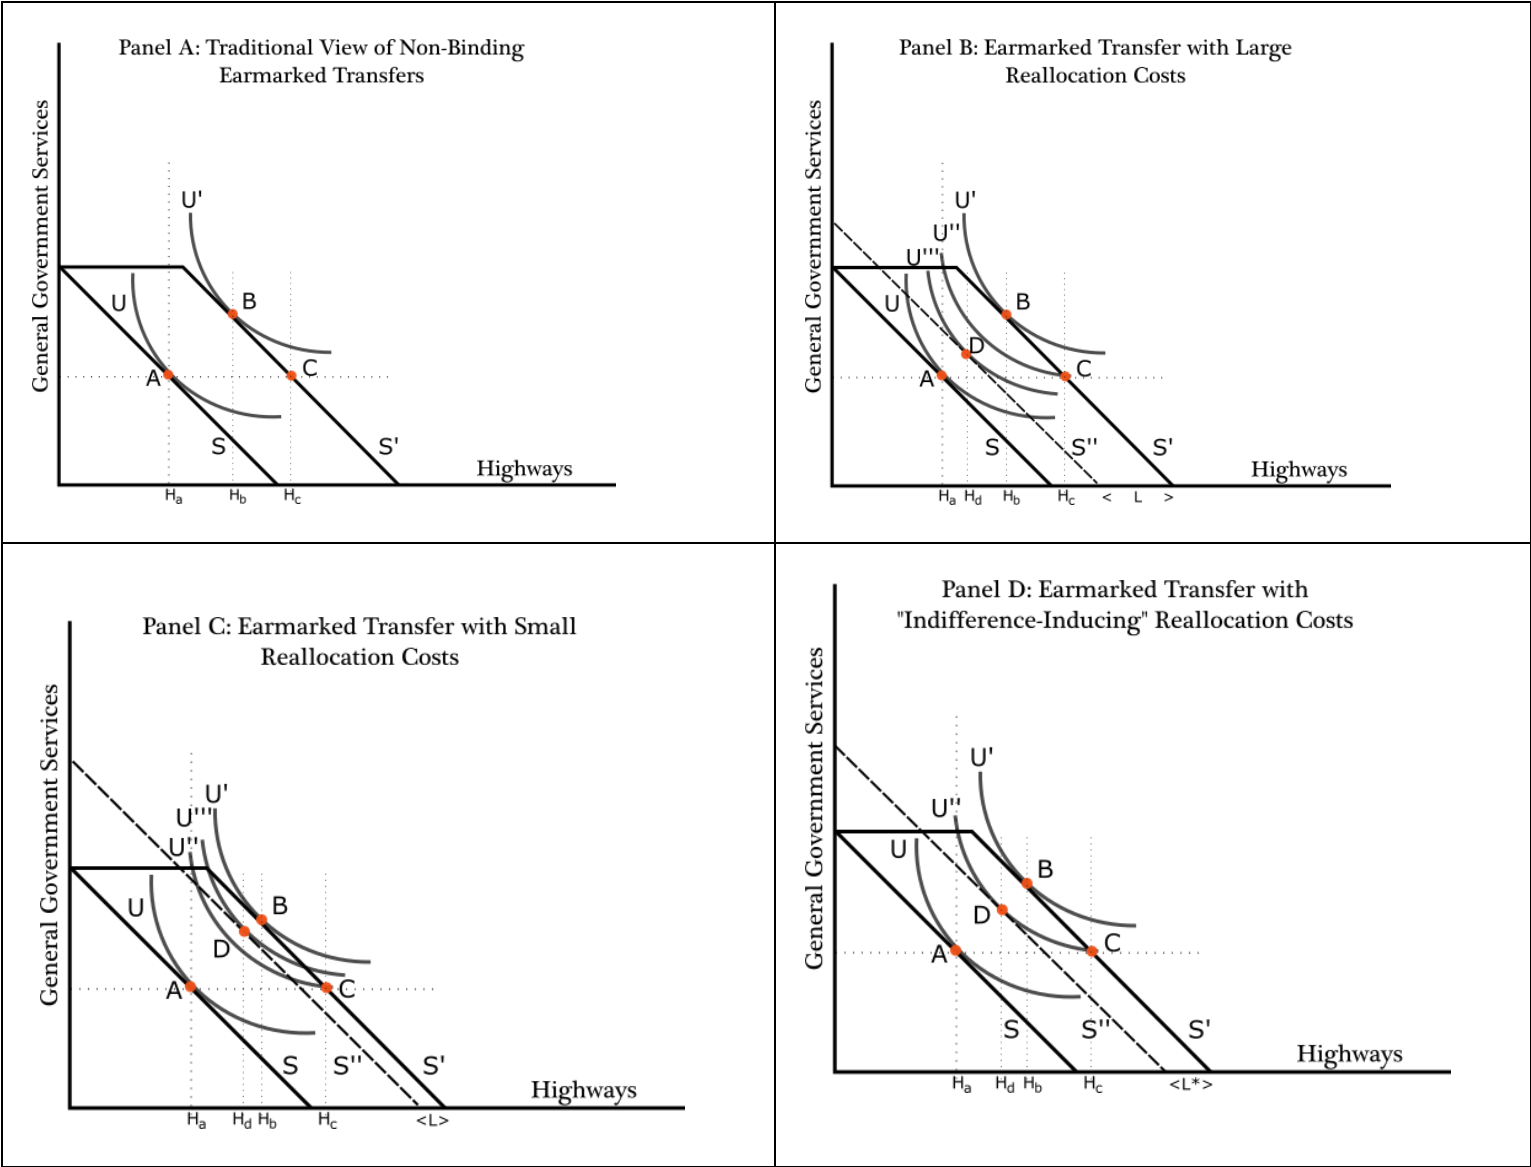 Panel A: Traditional View of Non-Binding
Earmarked Transfers
General Government Services
U'
B
U
C
A
S
S'
Highways
Ha
Hb
Hc
Panel B: Earmarked Transfer with Large
Reallocation Costs
General Government Services
U'
U''
U'''
U
B
D
C
A
S
S''
S'
Highways
Ha
Hd
Hb
Hc
< L >
Panel C: Earmarked Transfer with Small
Reallocation Costs
General Government Services
U'
U'''
U''
U
B
D
A
C
S
S''
S'
Highways
Ha
Hd
Hb
Hc
<L>
Panel D: Earmarked Transfer with
"Indifference-Inducing" Reallocation Costs
General Government Services
U'
U''
U
B
D
C
A
S
S''
S'
Highways
Ha
Hd
Hb
Hc
<L*>